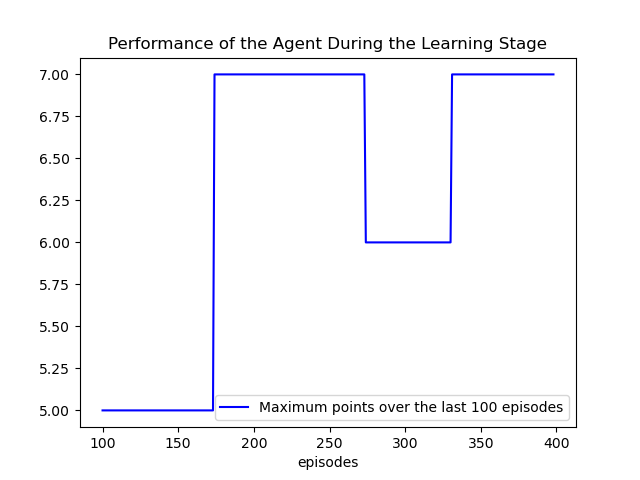 Performance of the Agent During the Learning Stage
7.00
6.75
6.50
6.25
6.00
5.75
5.50
5.25
5.00
Maximum points over the last 100 episodes
100 150 200 250 300 350 400
episodes